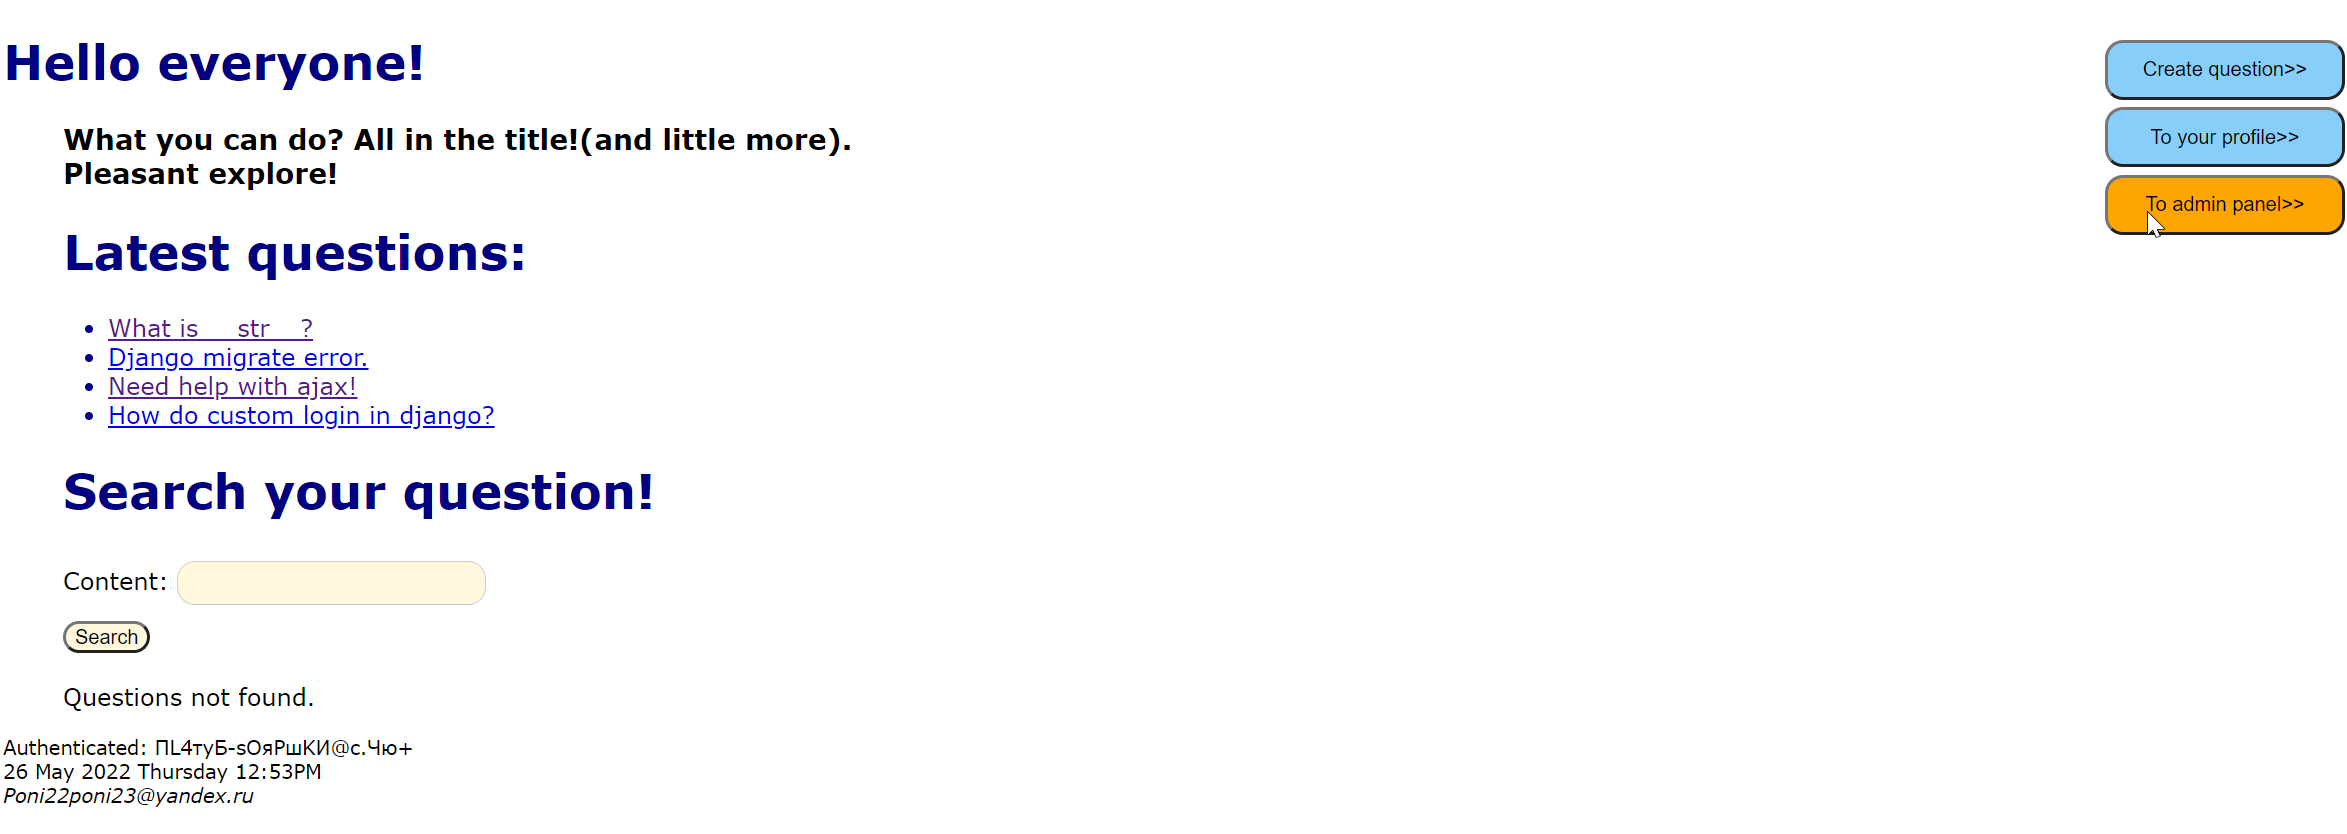 Hello everyone!
Create question>>
What you can do? All in the title!(and little more).
Pleasant explore!
To your profile>>
To admin panel>>
Latest questions:
What is __str__?
Django migrate error.
Need help with ajax!
How do custom login in django?
Search your question!
Content:
Search
Questions not found.
Authenticated: ПL4туБ-sОяРшКИ@с.Чю+
26 May 2022 Thursday 12:53PM
Poni22poni23@yandex.ru